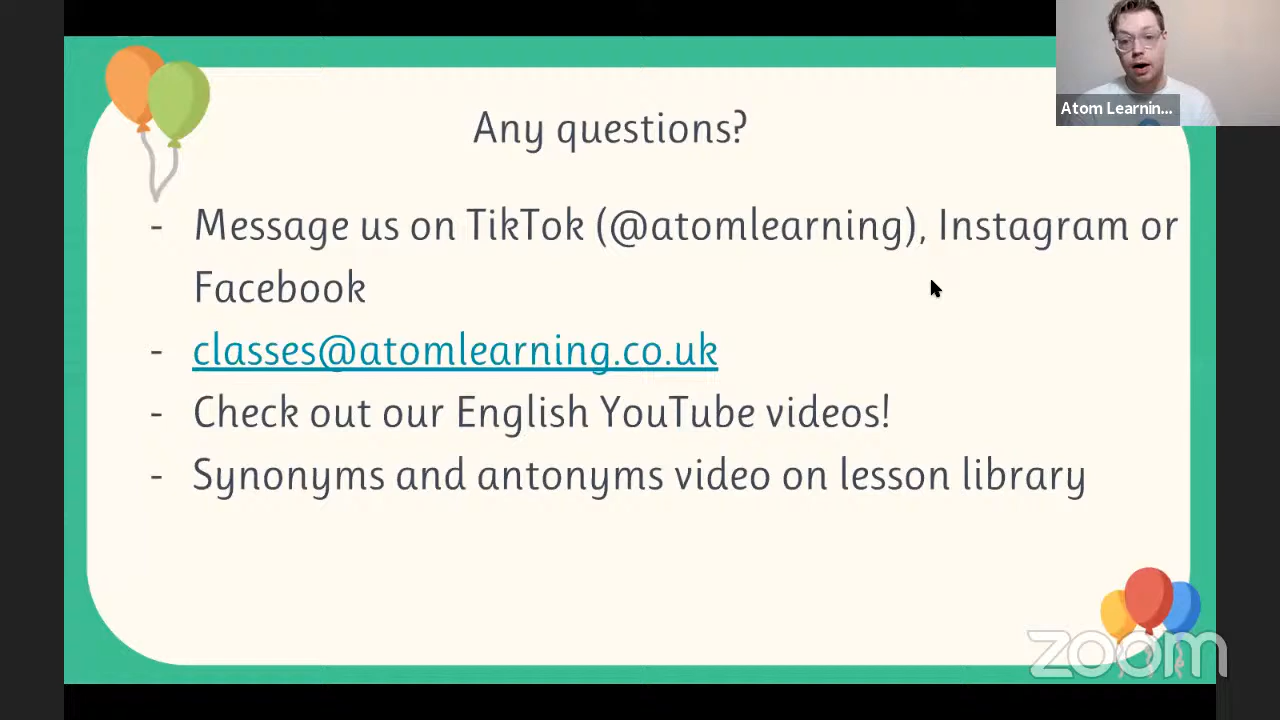 Atom Learnin...
Any questions?
- Message us on TikTok (@atomlearning), Instagram or
Facebook
- classes@atomlearning.co.uk
- Check out our English YouTube videos!
- Synonyms and antonyms video on lesson library
zoom